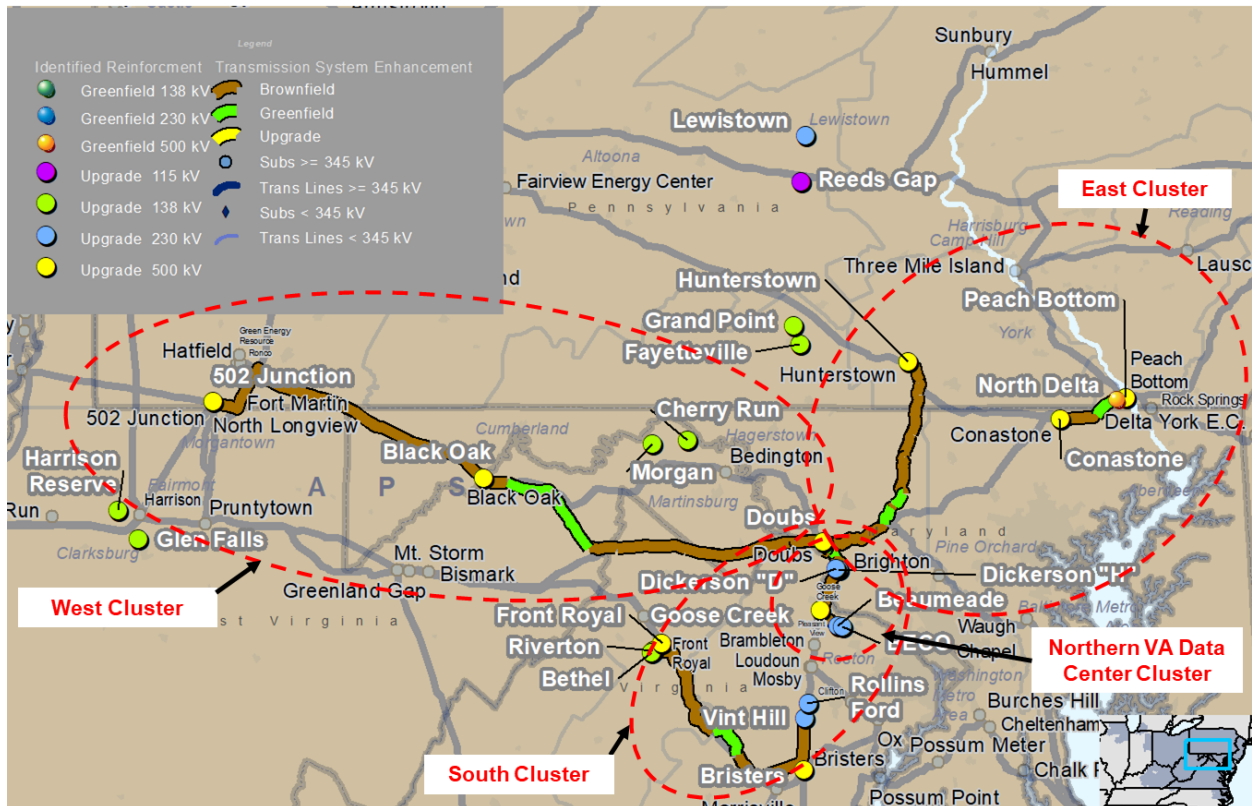 Legend
Identified Reinforcment
Transmission System Enhancement
Greenfield 138 kV
Brownfield
Greenfield 230 kV
Greenfield
Greenfield 500 kV
Upgrade
Upgrade 115 kV
Subs >= 345 kV
Upgrade 138 kV
Trans Lines >= 345 kV
Upgrade 230 kV
Subs < 345 kV
Upgrade 500 kV
Trans Lines < 345 kV
Sunbury
Hummel
Lewistown
Lewistown
Altoona
Fairview Energy Center
Reeds Gap
Pennsylvania
East Cluster
Reading
Harrisburg
Camp Hill
Three Mile Island
Hunterstown
Peach Bottom
York
Grand Point
Fayetteville
Hunterstown
Green Energy
Resource
Ronco
Hatfield
502 Junction
502 Junction
Fort Martin
North Longview
Morgantown
Peach
Bottom
North Delta
Rock Springs
Delta
York E.C.
Conastone
Conastone
Cherry Run
Cumberland
Hagerstown
Bedington
Morgan
Martinsburg
Black Oak
Black Oak
A P S
Harrison
Reserve
Fairmont
Harrison
Pruntytown
Run
Glen Falls
Clarksburg
Mt. Storm
Bismark
Greenland Gap
West Cluster
Doubs
Doubs
Brighton
Pine Orchard
Dickerson "D"
Dickerson "H"
Goose
Creek
Goose Creek
Beaumeade
Pleasant
View
Front Royal
Front
Royal
Riverton
Bethel
Virginia
Brambleton
Loudoun
Mosby
Reston
Waugh
Chapel
Northern VA Data
Center Cluster
Washington
Metro
Area
Clifton
Rollins
Ford
Vint Hill
Burches Hill
Cheltenham
Ox
Possum Meter
Bristers
Bristers
Possum Point
South Cluster